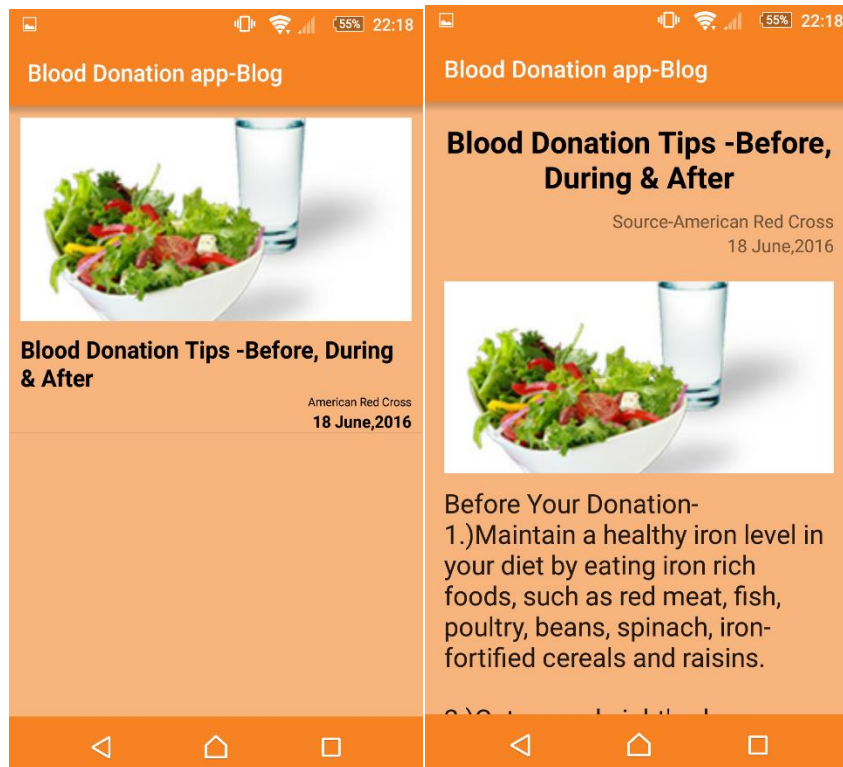 55% 22:18
Blood Donation app-Blog
Blood Donation Tips -Before, During
& After
American Red Cross
18 June,2016
55% 22:18
Blood Donation app-Blog
Blood Donation Tips -Before,
During & After
Source-American Red Cross
18 June,2016
Before Your Donation-
1.)Maintain a healthy iron level in
your diet by eating iron rich
foods, such as red meat, fish,
poultry, beans, spinach, iron-
fortified cereals and raisins.